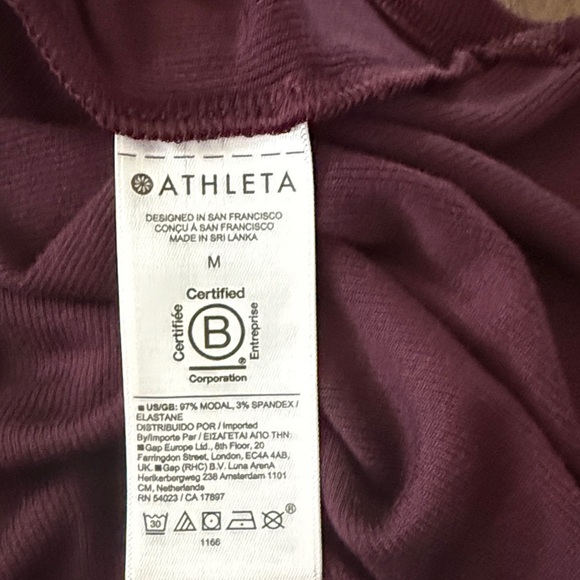 ATHLETA
DESIGNED IN SAN FRANCISCO
CONÇU À SAN FRANCISCO
MADE IN SRI LANKA
M
Certified
Certifiée
B
Entreprise
®
Corporation
■ US/GB: 97% MODAL, 3% SPANDEX /
ELASTANE
DISTRIBUIDO POR / Imported
By/Importe Par / ΕΙΣΑΓΕΤΑΙ ΑΠΟ ΤΗΝ:
■ Gap Europe Ltd., 8th Floor, 20
Farringdon Street, London, EC4A 4AB,
UK. ■ Gap (RHC) B.V. Luna ArenA
Herikerbergweg 238 Amsterdam 1101
CM, Netherlands
RN 54023 / CA 17897
30
®
1166